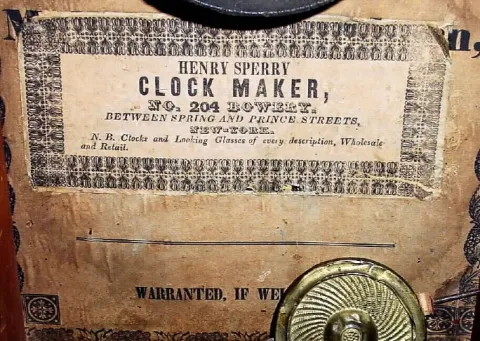 M
n,
HENRY SPERRY
CLOCK MAKER,
NO. 204 BOWERY,
BETWEEN SPRING AND PRINCE STREETS,
NEW-YORK.
N. B. Clocks and Looking Glasses of every description, Wholesale
and Retail.
WARRANTED, IF WEL